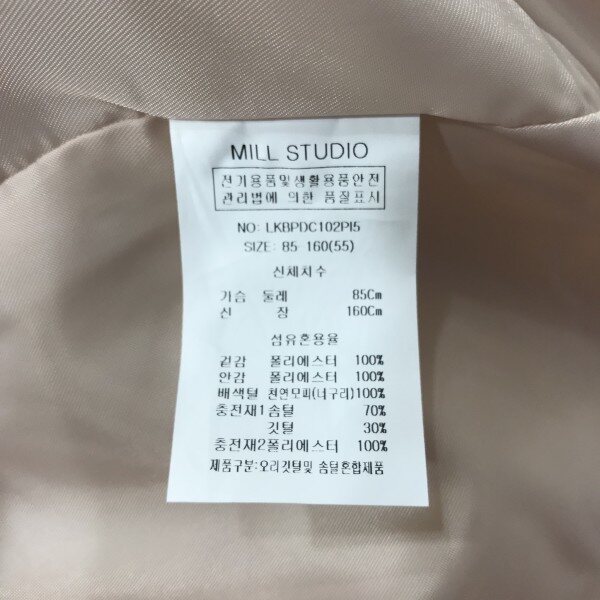 MILL STUDIO
전기용품및생활용품안전
관리법에 의한 품질표시
NO: LKBPDC102PI5
SIZE: 85-160(55)
신체치수
가슴 둘레 85Cm
신 장 160Cm
섬유혼용율
겉감 폴리에스터 100%
안감 폴리에스터 100%
배색털 천연모피(너구리)100%
충전재1 솜털 70%
깃털 30%
충전재2폴리에스터 100%
제품구분:오리깃털및 솜털혼합제품